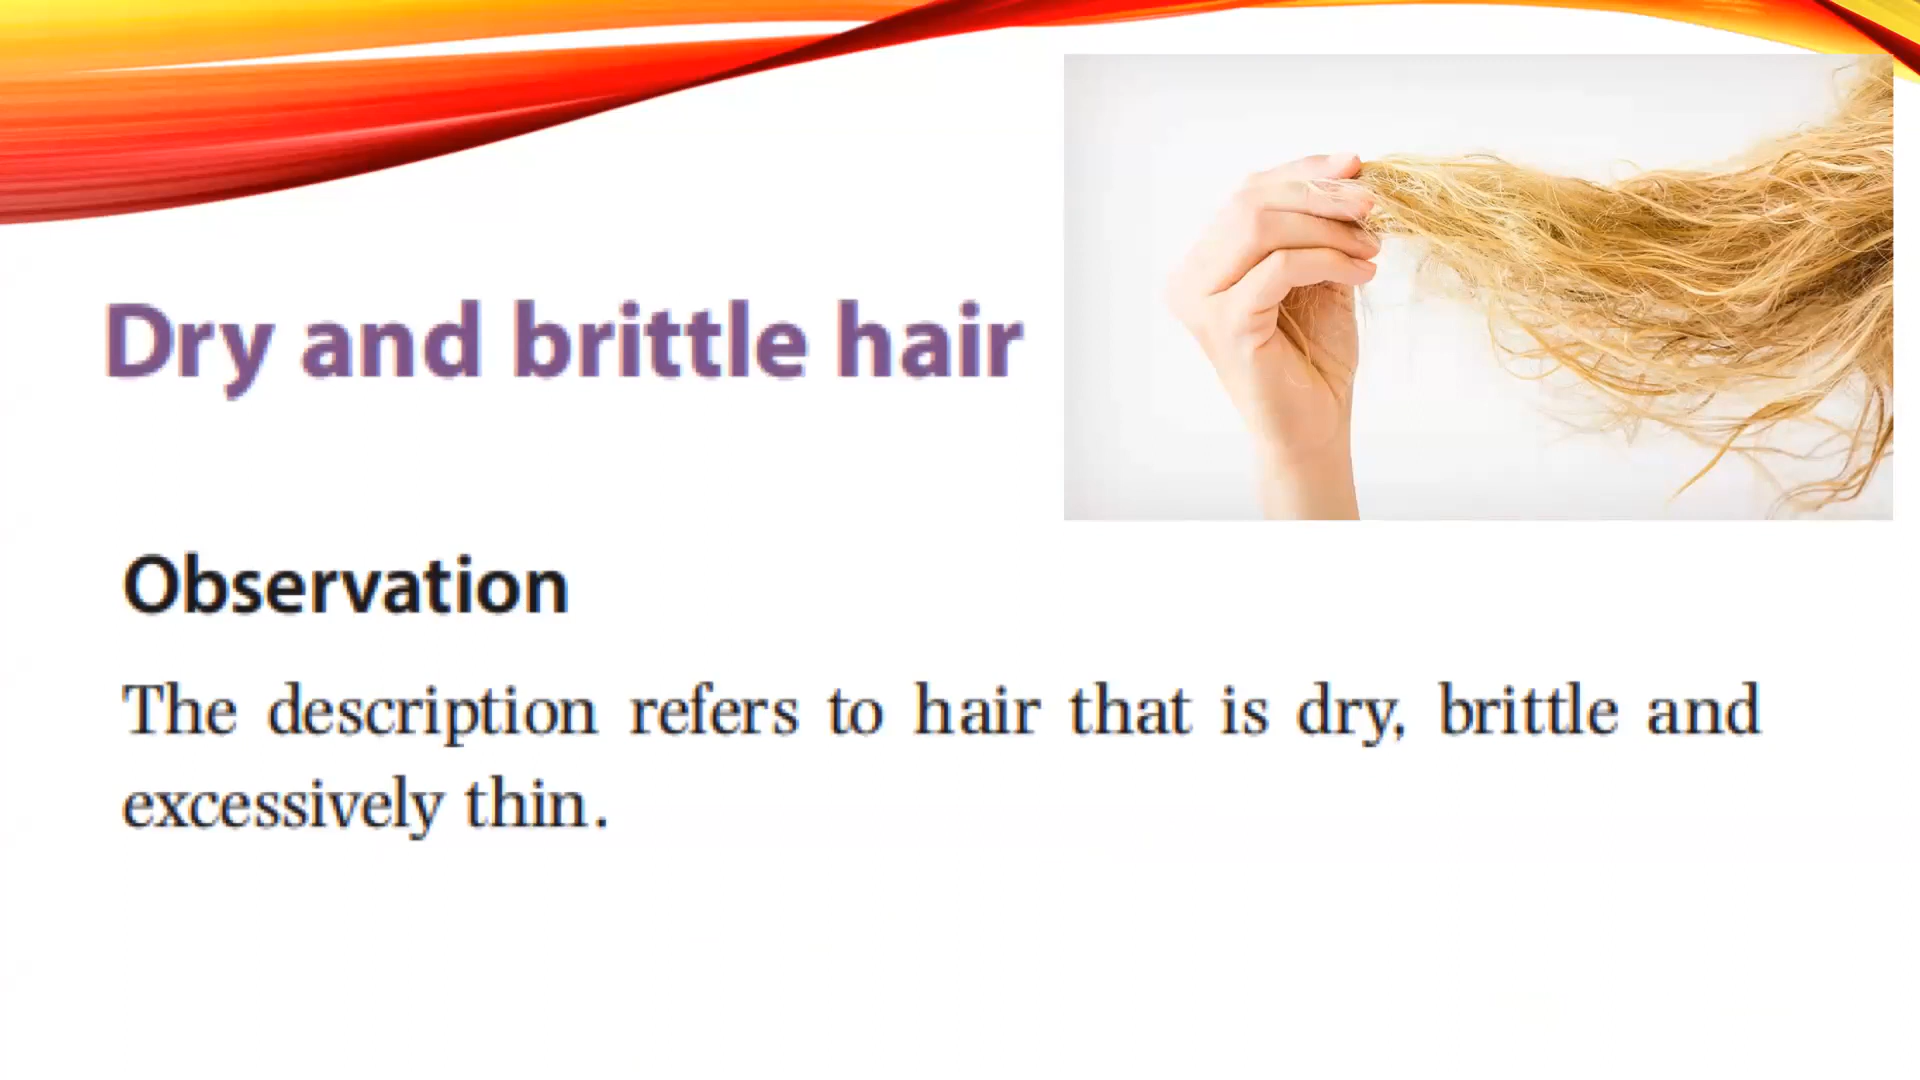 Dry and brittle hair
Observation
The description refers to hair that is dry, brittle and
excessively thin.